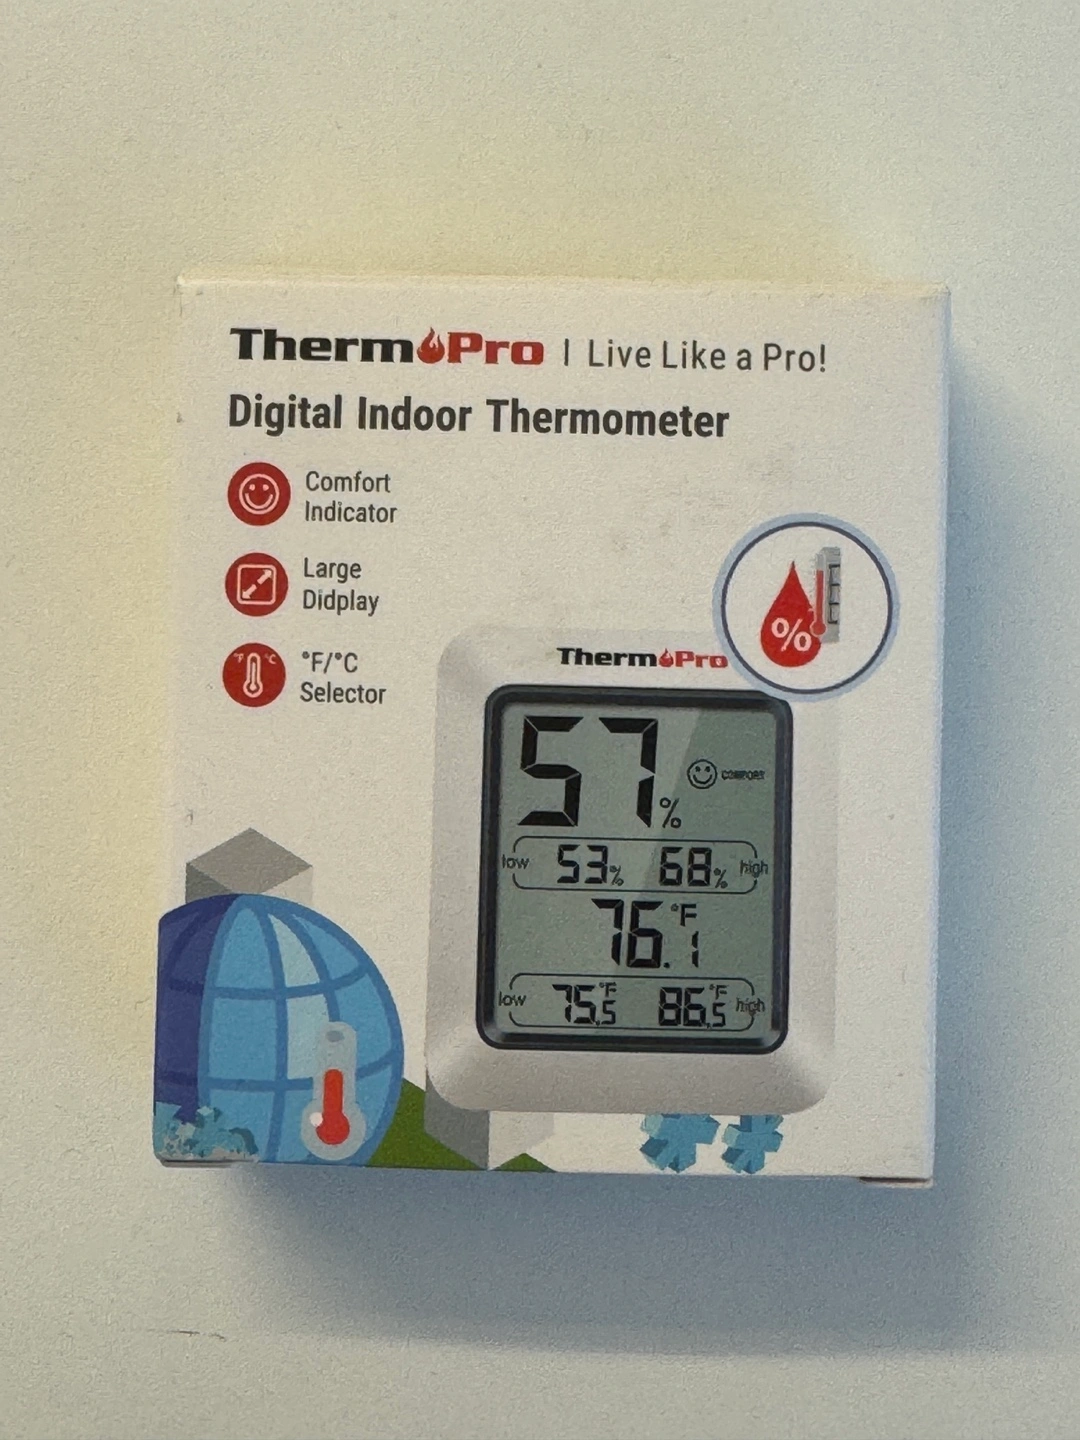 ThermoPro | Live Like a Pro!
Digital Indoor Thermometer
Comfort
Indicator
Large
Didplay
°F/°C
Selector
°F °C
%
ThermoPro
57% COMFORT
low 53% 68% high
76.1 °F
low 75.5 °F 86.5 °F high